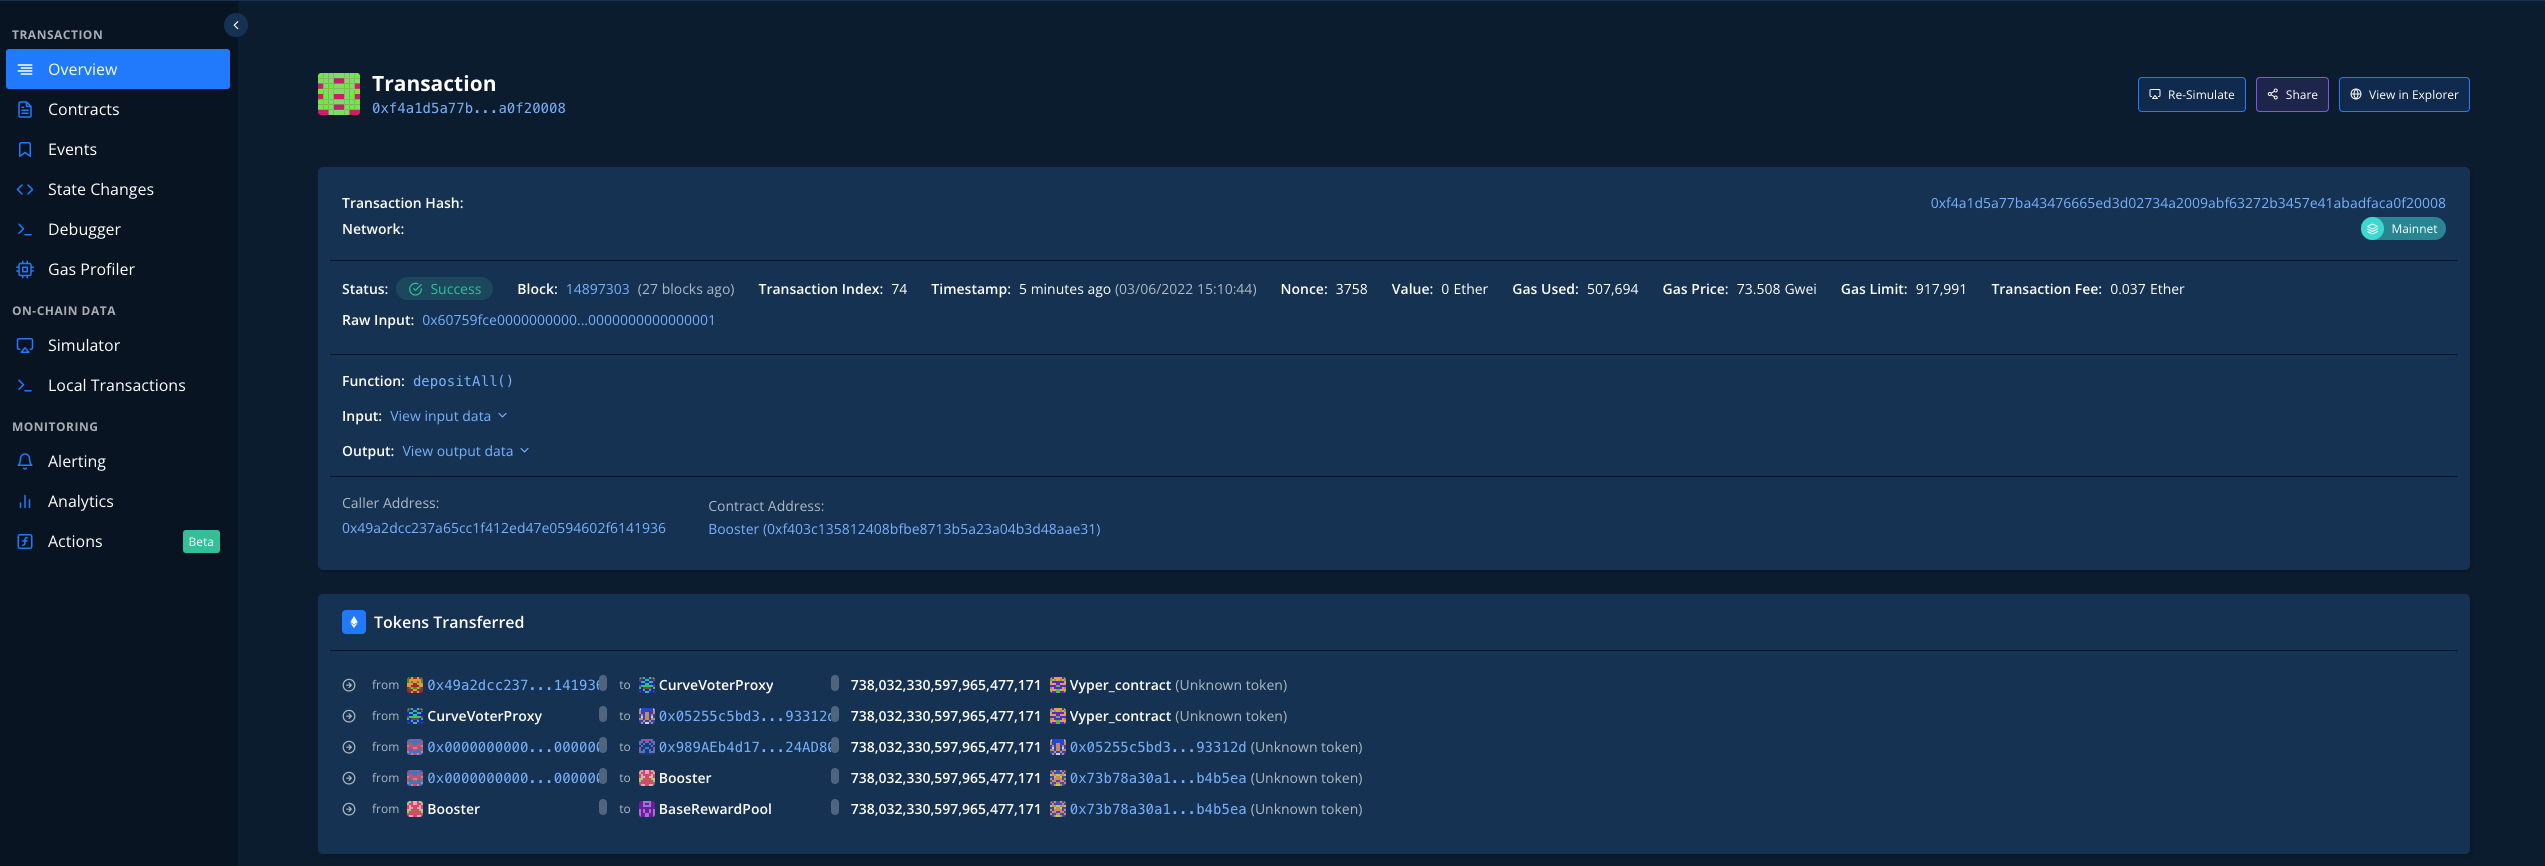 TRANSACTION
Overview
Contracts
Events
State Changes
Debugger
Gas Profiler
ON-CHAIN DATA
Simulator
Local Transactions
MONITORING
Alerting
Analytics
Actions Beta
Transaction
0xf4a1d5a77b...a0f20008
Re-Simulate Share View in Explorer
Transaction Hash: 0xf4a1d5a77ba43476665ed3d02734a2009abf63272b3457e41abadfaca0f20008
Network: Mainnet
Status: Success Block: 14897303 (27 blocks ago) Transaction Index: 74 Timestamp: 5 minutes ago (03/06/2022 15:10:44) Nonce: 3758 Value: 0 Ether Gas Used: 507,694 Gas Price: 73.508 Gwei Gas Limit: 917,991 Transaction Fee: 0.037 Ether
Raw Input: 0x60759fce0000000000...0000000000000001
Function: depositAll()
Input: View input data
Output: View output data
Caller Address:
0x49a2dcc237a65cc1f412ed47e0594602f6141936
Contract Address:
Booster (0xf403c135812408bfbe8713b5a23a04b3d48aae31)
Tokens Transferred
from 0x49a2dcc237...141936 to CurveVoterProxy 738,032,330,597,965,477,171 Vyper_contract (Unknown token)
from CurveVoterProxy to 0x05255c5bd3...93312d 738,032,330,597,965,477,171 Vyper_contract (Unknown token)
from 0x0000000000...000000 to 0x989AEb4d17...24AD80 738,032,330,597,965,477,171 0x05255c5bd3...93312d (Unknown token)
from 0x0000000000...000000 to Booster 738,032,330,597,965,477,171 0x73b78a30a1...b4b5ea (Unknown token)
from Booster to BaseRewardPool 738,032,330,597,965,477,171 0x73b78a30a1...b4b5ea (Unknown token)